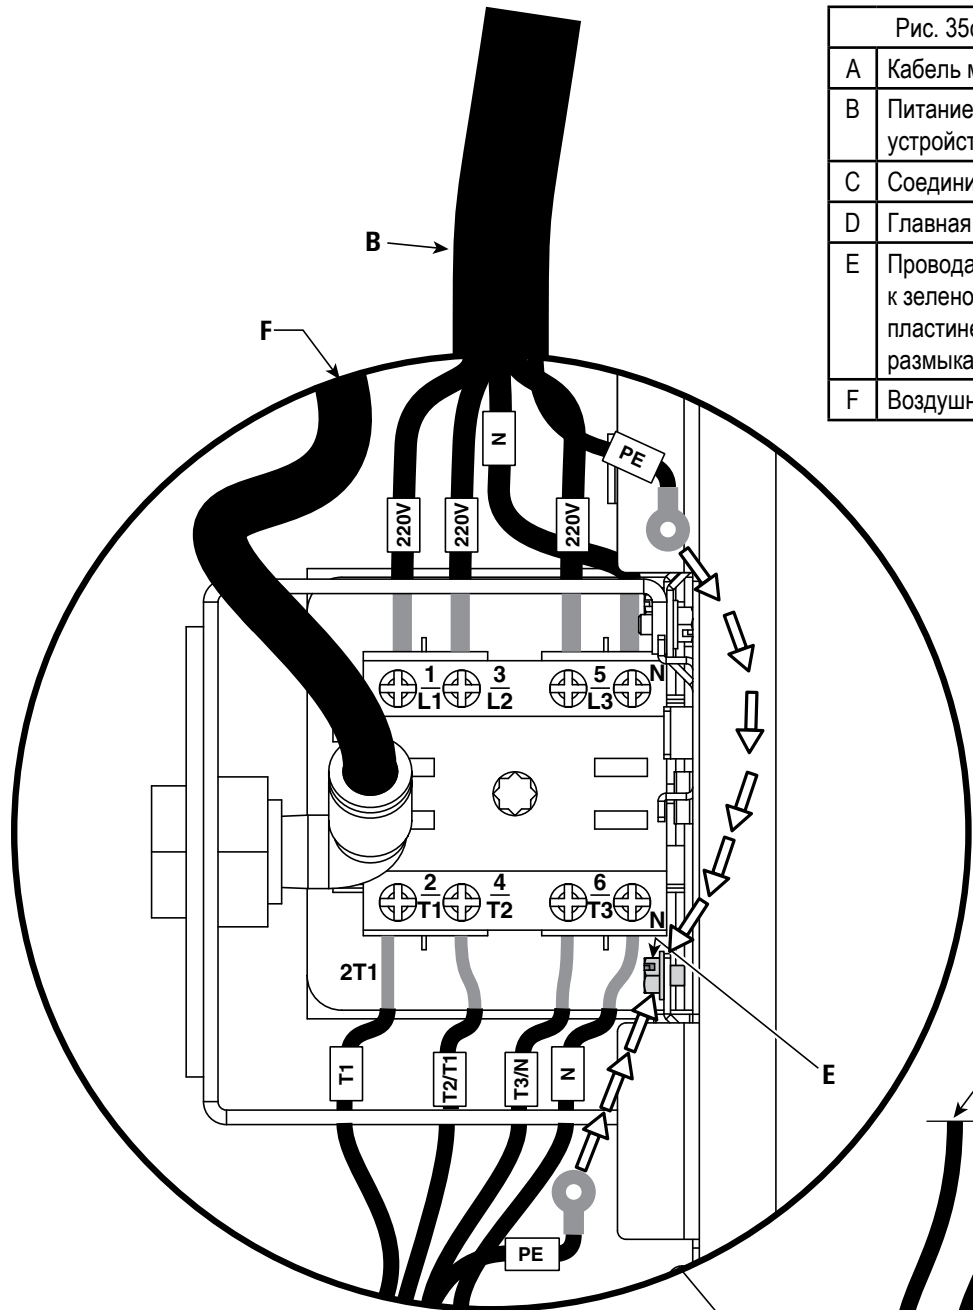 Рис. 35
A Кабель
B Питание
устройст
C Соедини
D Главная
E Провода
к зелено
пластине
размыка
F Воздушн
B
F
N
PE
220V
220V
220V
1
3
5
N
L1
L2
L3
2
4
6
T1
T2
T3
N
2T1
T1
T2/T1
T3/N
N
E
PE